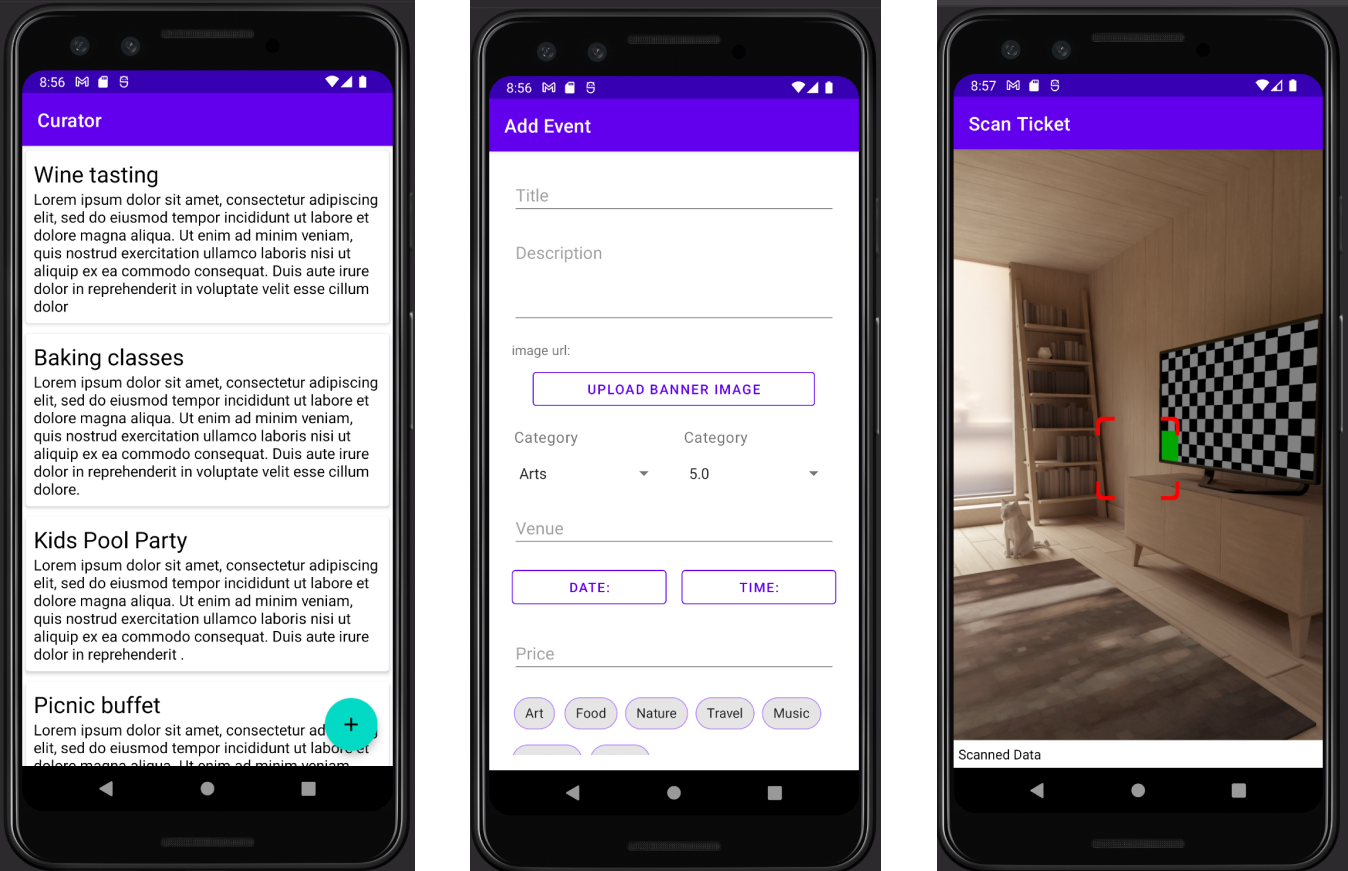 8:56
Curator
Wine tasting
Lorem ipsum dolor sit amet, consectetur adipiscing
elit, sed do eiusmod tempor incididunt ut labore et
dolore magna aliqua. Ut enim ad minim veniam,
quis nostrud exercitation ullamco laboris nisi ut
aliquip ex ea commodo consequat. Duis aute irure
dolor in reprehenderit in voluptate velit esse cillum
dolor
Baking classes
Lorem ipsum dolor sit amet, consectetur adipiscing
elit, sed do eiusmod tempor incididunt ut labore et
dolore magna aliqua. Ut enim ad minim veniam,
quis nostrud exercitation ullamco laboris nisi ut
aliquip ex ea commodo consequat. Duis aute irure
dolor in reprehenderit in voluptate velit esse cillum
dolore.
Kids Pool Party
Lorem ipsum dolor sit amet, consectetur adipiscing
elit, sed do eiusmod tempor incididunt ut labore et
dolore magna aliqua. Ut enim ad minim veniam,
quis nostrud exercitation ullamco laboris nisi ut
aliquip ex ea commodo consequat. Duis aute irure
dolor in reprehenderit .
Picnic buffet
Lorem ipsum dolor sit amet, consectetur
elit, sed do eiusmod tempor incididunt ut labore et
dolore magna aliqua. Ut enim ad minim veniam,
+
8:56
Add Event
Title
Description
image url:
UPLOAD BANNER IMAGE
Category Category
Arts 5.0
Venue
DATE: TIME:
Price
Art Food Nature Travel Music
8:57
Scan Ticket
Scanned Data